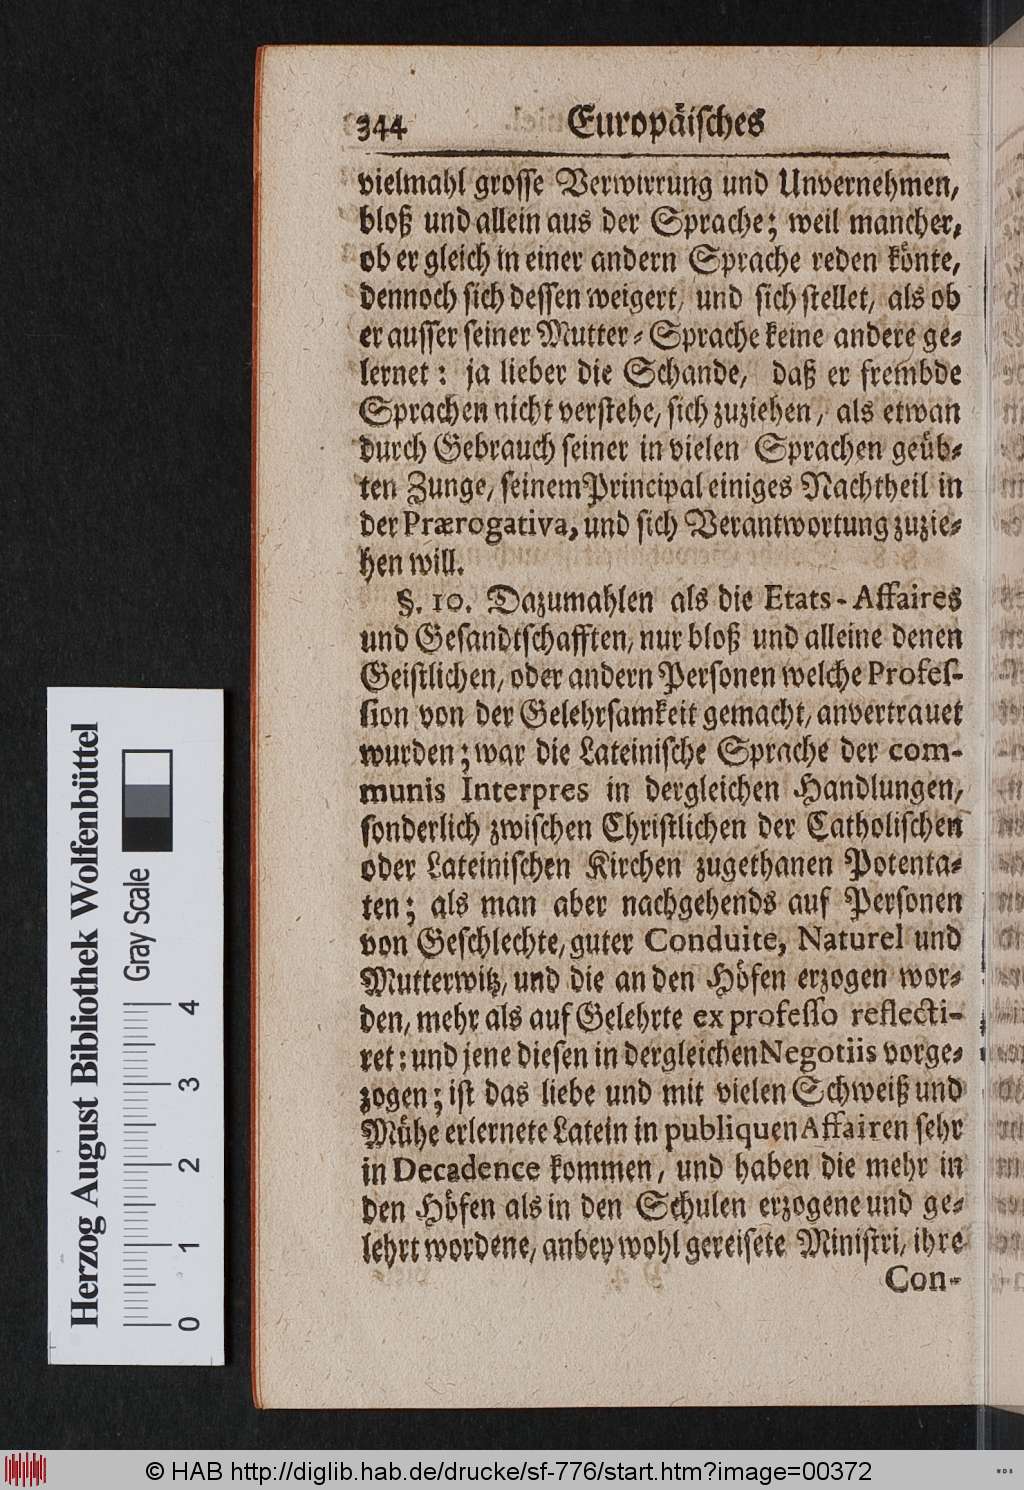 344 Europäisches
vielmahl grosse Verwirrung und Unvernehmen,
bloß und allein aus der Sprache; weil mancher,
ob er gleich in einer andern Sprache reden könte,
dennoch sich dessen weigert, und sich stellet, als ob
er ausser seiner Mutter-Sprache keine andere ge-
lernet: ja lieber die Schande, daß er frembde
Sprachen nicht verstehe, sich zuziehen, als etwan
durch Gebrauch seiner in vielen Sprachen geüb-
ten Zunge, seinem Principal einiges Nachtheil in
der Prærogativa, und sich Verantwortung zuzie-
hen will.
§. 10. Dazumahlen als die Etats-Affaires
und Gesandtschafften, nur bloß und alleine denen
Geistlichen, oder andern Personen welche Profes-
sion von der Gelehrsamkeit gemacht, anvertrauet
wurden; war die Lateinische Sprache der com-
munis Interpres in dergleichen Handlungen,
sonderlich zwischen Christlichen der Catholischen
oder Lateinischen Kirchen zugethanen Potenta-
ten; als man aber nachgehends auf Personen
von Geschlechte, guter Conduite, Naturel und
Mutterwitz, und die an den Höfen erzogen wor-
den, mehr als auf Gelehrte ex professo reflecti-
ret: und jene diesen in dergleichen Negotiis vorge-
zogen; ist das liebe und mit vielen Schweiß und
Mühe erlernete Latein in publiquen Affairen sehr
in Decadence kommen, und haben die mehr in
den Höfen als in den Schulen erzogene und ge-
lehrt wordene, anbey wohl gereisete Ministri, ihre
Con-
Herzog August Bibliothek Wolfenbüttel
Gray Scale
0 1 2 3 4
© HAB http://diglib.hab.de/drucke/sf-776/start.htm?image=00372